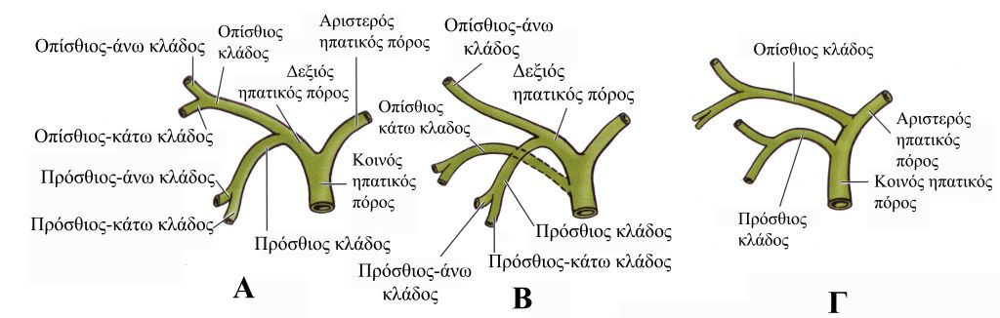 Οπίσθιος-άνω κλάδος
Οπίσθιος
κλάδος
Αριστερός
ηπατικός πόρος
Δεξιός
ηπατικός πόρος
Οπίσθιος-κάτω κλάδος
Πρόσθιος-άνω κλάδος
Πρόσθιος-κάτω κλάδος
Κοινός
ηπατικός
πόρος
Πρόσθιος κλάδος
Α
Οπίσθιος-άνω
κλάδος
Δεξιός
ηπατικός πόρος
Οπίσθιος
κάτω κλαδος
Πρόσθιος κλάδος
Πρόσθιος-άνω
κλάδος
Πρόσθιος-κάτω κλάδος
Β
Οπίσθιος κλάδος
Αριστερός
ηπατικός
πόρος
Κοινός ηπατικός
πόρος
Πρόσθιος
κλάδος
Γ